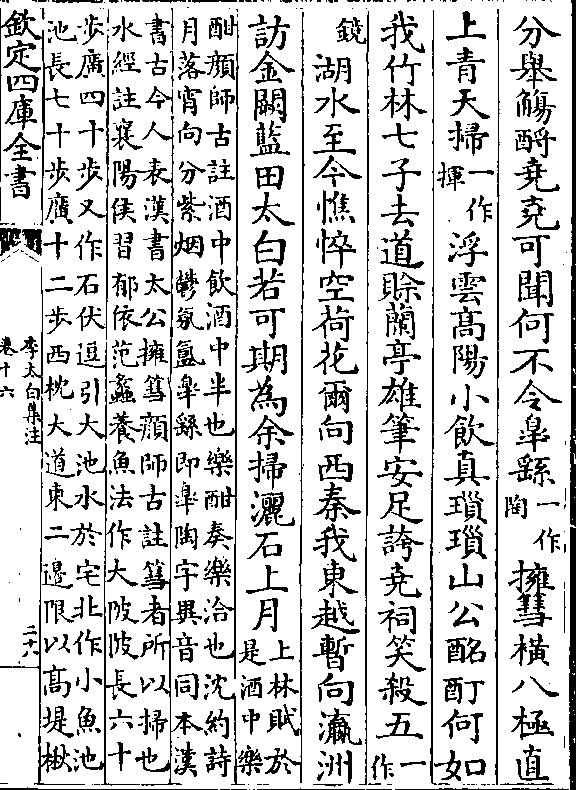 分舉觴酹堯堯可聞何不令皐繇一作陶擁篲橫八極直
上青天掃一作揮浮雲髙陽小飲真瑣瑣山公酩酊何如
我竹林七子去道賒蘭亭雄筆安足誇堯祠笑殺五一作
鏡湖水至今憔悴空荷花爾向西秦我東越暫向瀛洲
訪金闕藍田太白若可期為余掃灑石上月上林賦於
是酒中樂
酣顔師古註酒中飲酒中半也樂酣奏樂洽也沈約詩
月落宵向分紫烟鬱氛氳皐繇即皐陶字異音同本漢
書古今人表漢書太公擁篲顔師古註篲者所以掃也
水經註襄陽侯習郁依范蠡養魚法作大陂陂長六十
步廣四十步又作石伏逗引大池水於宅北作小魚池
池長七十步廣十二步西枕大道東二邊限以髙堤楸
欽定四庫全書
李太白集注
卷十六
二十八